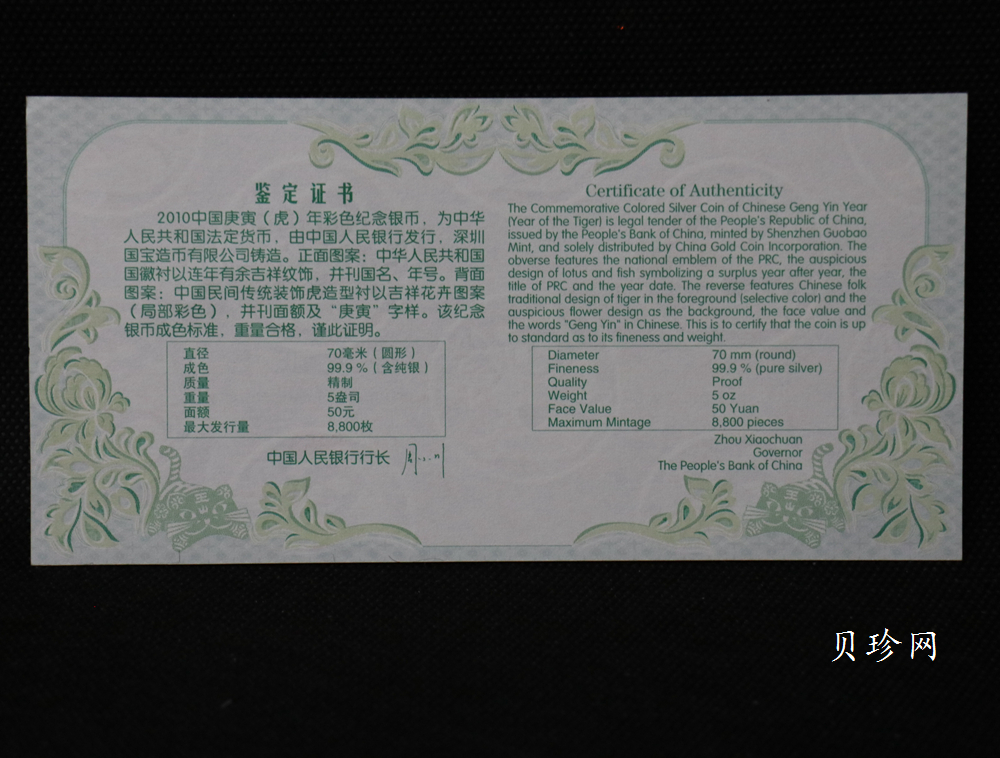 鉴定证书
2010中国庚寅（虎）年彩色纪念银币，为中华
人民共和国法定货币，由中国人民银行发行，深圳
国宝造币有限公司铸造。正面图案：中华人民共和国
国徽衬以连年有余吉祥纹饰，并刊国名、年号。背面
图案：中国民间传统装饰虎造型衬以吉祥花卉图案
（局部彩色），并刊面额及“庚寅”字样。该纪念
银币成色标准，重量合格，谨此证明。
直径 70毫米（圆形）
成色 99.9％（含纯银）
质量 精制
重量 5盎司
面额 50元
最大发行量 8,800枚
中国人民银行行长
Certificate of Authenticity
The Commemorative Colored Silver Coin of Chinese Geng Yin Year
(Year of the Tiger) is legal tender of the People's Republic of China,
issued by the People's Bank of China, minted by Shenzhen Guobao
Mint, and solely distributed by China Gold Coin Incorporation. The
obverse features the national emblem of the PRC, the auspicious
design of lotus and fish symbolizing a surplus year after year, the
title of PRC and the year date. The reverse features Chinese folk
traditional design of tiger in the foreground (selective color) and the
auspicious flower design as the background, the face value and
the words "Geng Yin" in Chinese. This is to certify that the coin is up
to standard as to its fineness and weight.
Diameter 70 mm (round)
Fineness 99.9 % (pure silver)
Quality Proof
Weight 5 oz
Face Value 50 Yuan
Maximum Mintage 8,800 pieces
Zhou Xiaochuan
Governor
The People's Bank of China
王
王
贝珍网